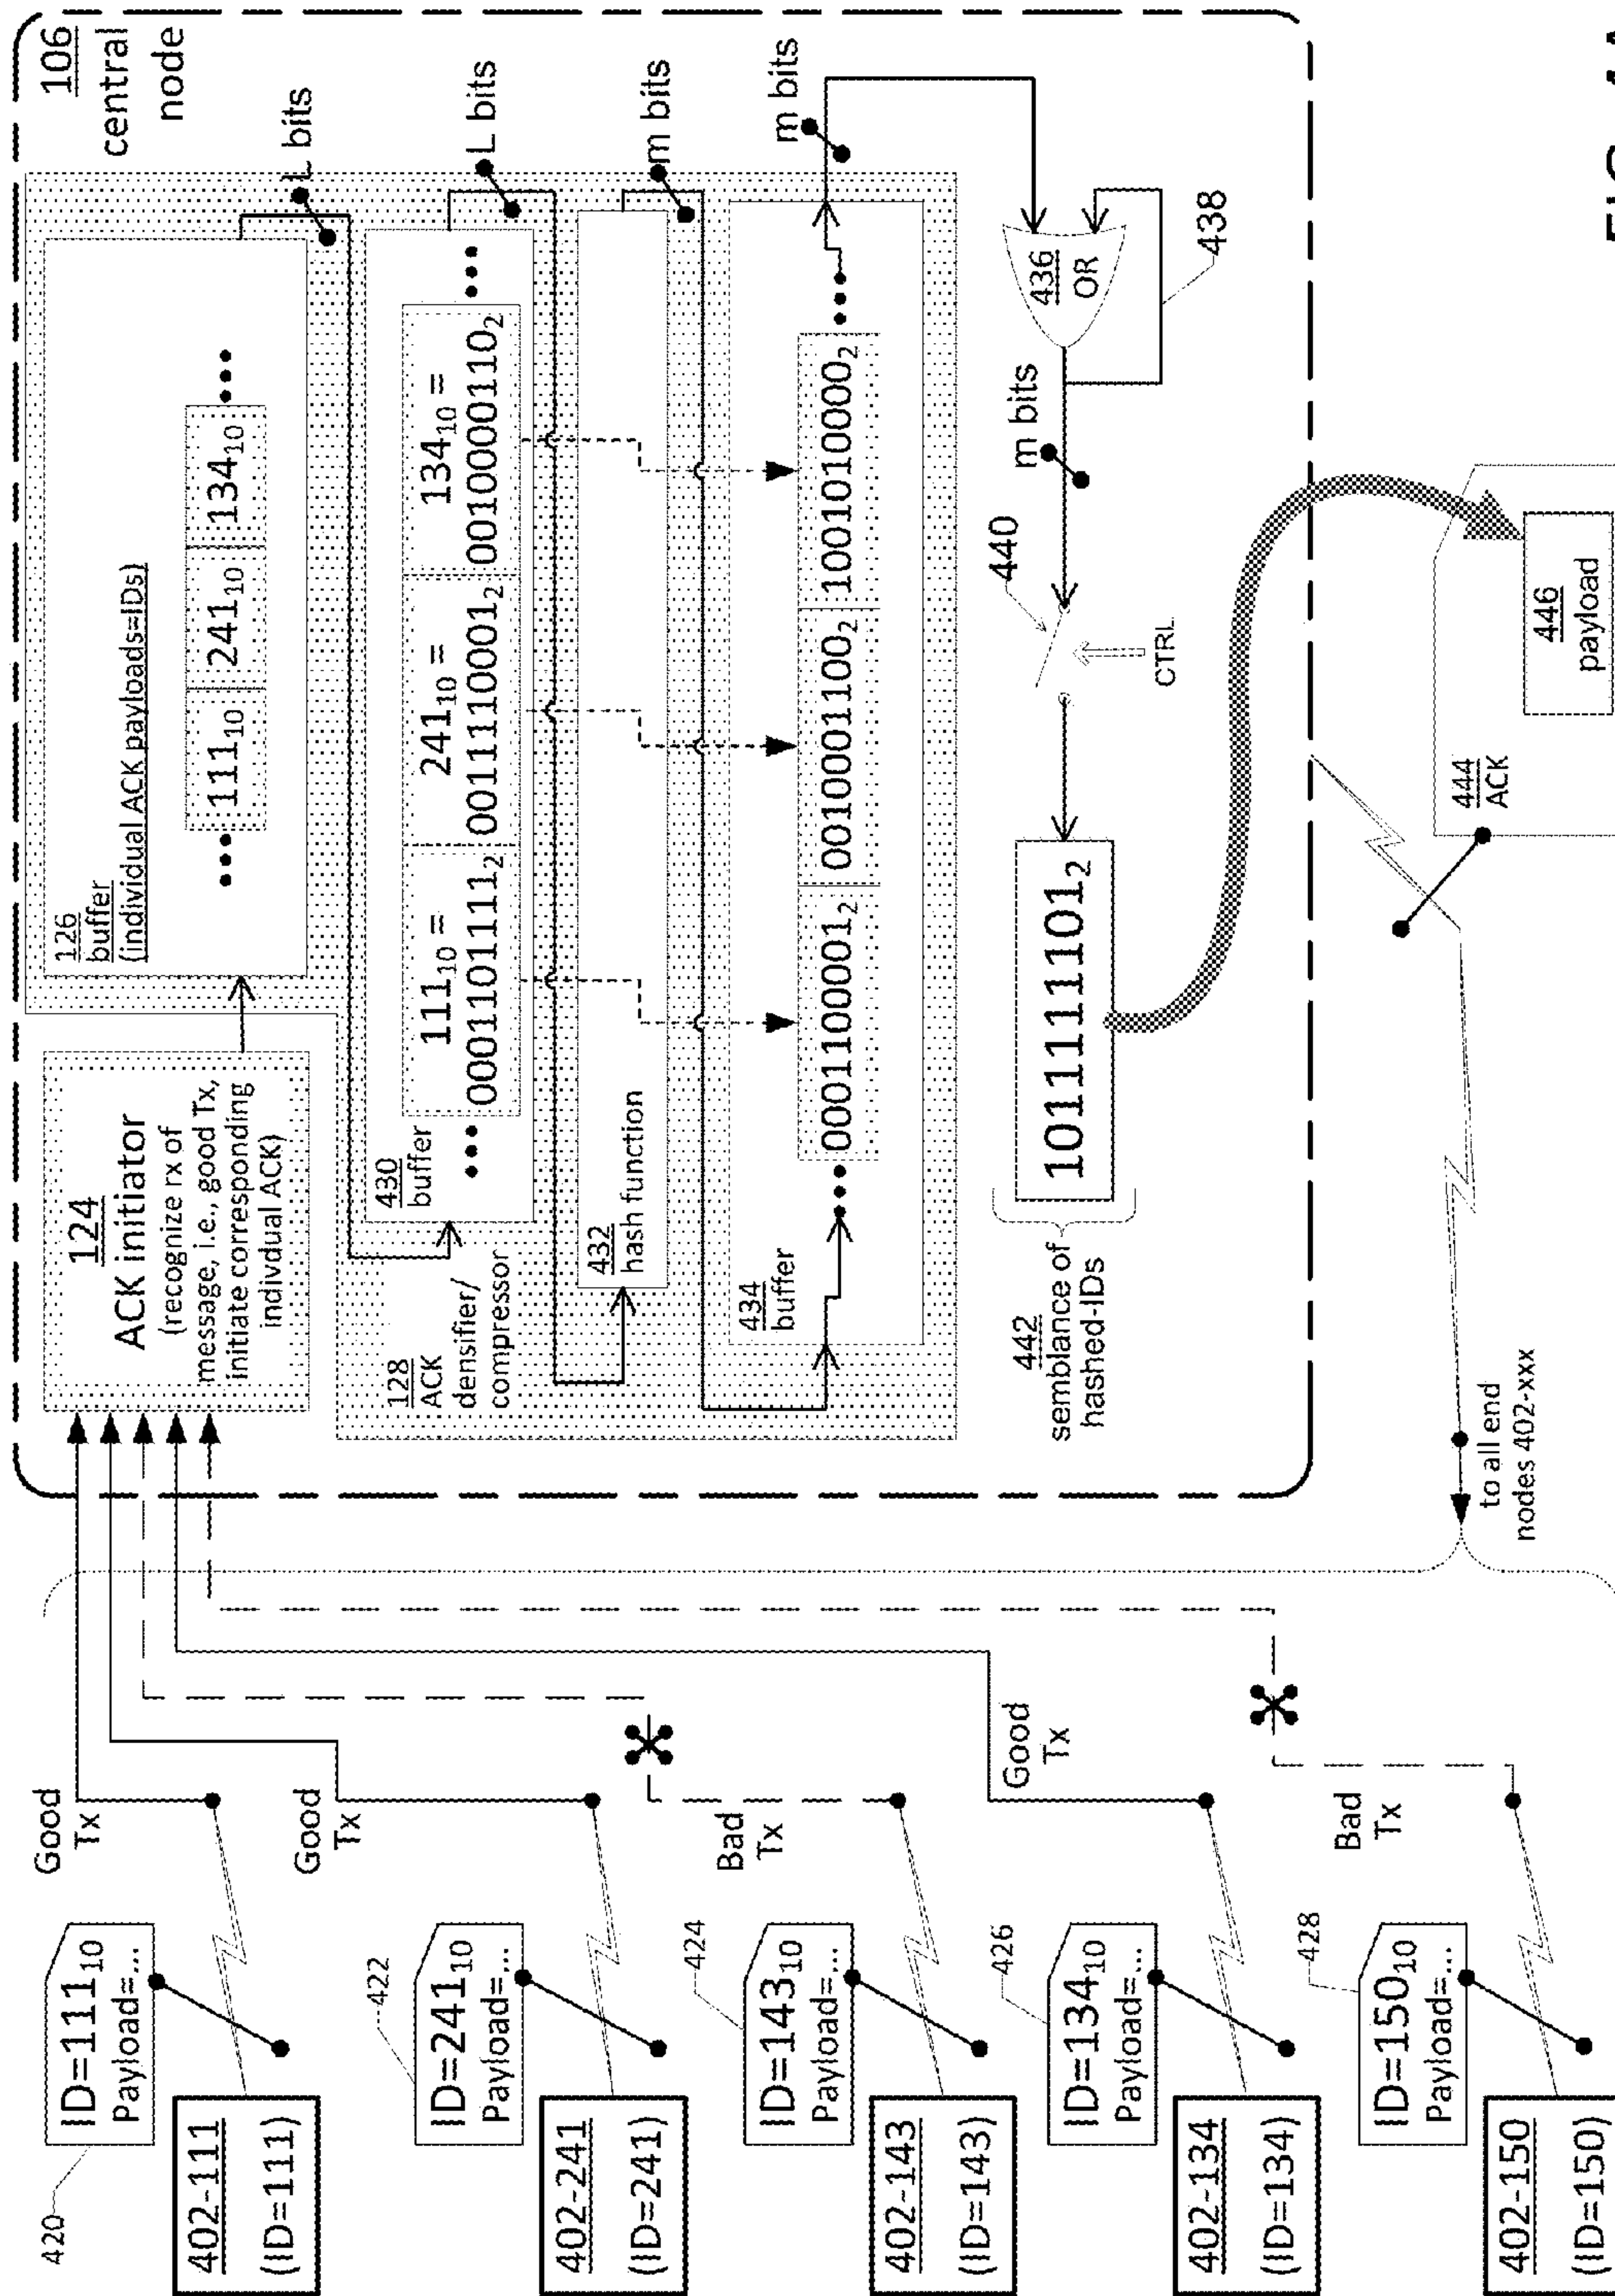 106
central
node
124
ACK initiator
(recognize rx of
message, i.e., good Tx,
initiate corresponding
indivdual ACK)
126
buffer
(individual ACK payloads=IDs)
•••• 111₁₀ 241₁₀ 134₁₀ ••••
L bits
128
ACK
densifier/
compressor
430
buffer
••• 111₁₀ = 241₁₀ = 134₁₀ = •••
0001101111₂ 0011110001₂ 0010000110₂
L bits
432
hash function
m bits
434
buffer
•••• 0001100001₂ 0010001100₂ 1001010000₂ ••••
m bits
436
OR
438
m bits
440
CTRL
442
semblance of
hashed-IDs
1011111101₂
444
ACK
446
payload
to all end
nodes 402-xxx
420
ID=111₁₀
Payload=...
402-111
(ID=111)
Good
Tx
422
ID=241₁₀
Payload=...
402-241
(ID=241)
Good
Tx
424
ID=143₁₀
Payload=...
402-143
(ID=143)
Bad
Tx
426
ID=134₁₀
Payload=...
402-134
(ID=134)
Good
Tx
428
ID=150₁₀
Payload=...
402-150
(ID=150)
Bad
Tx